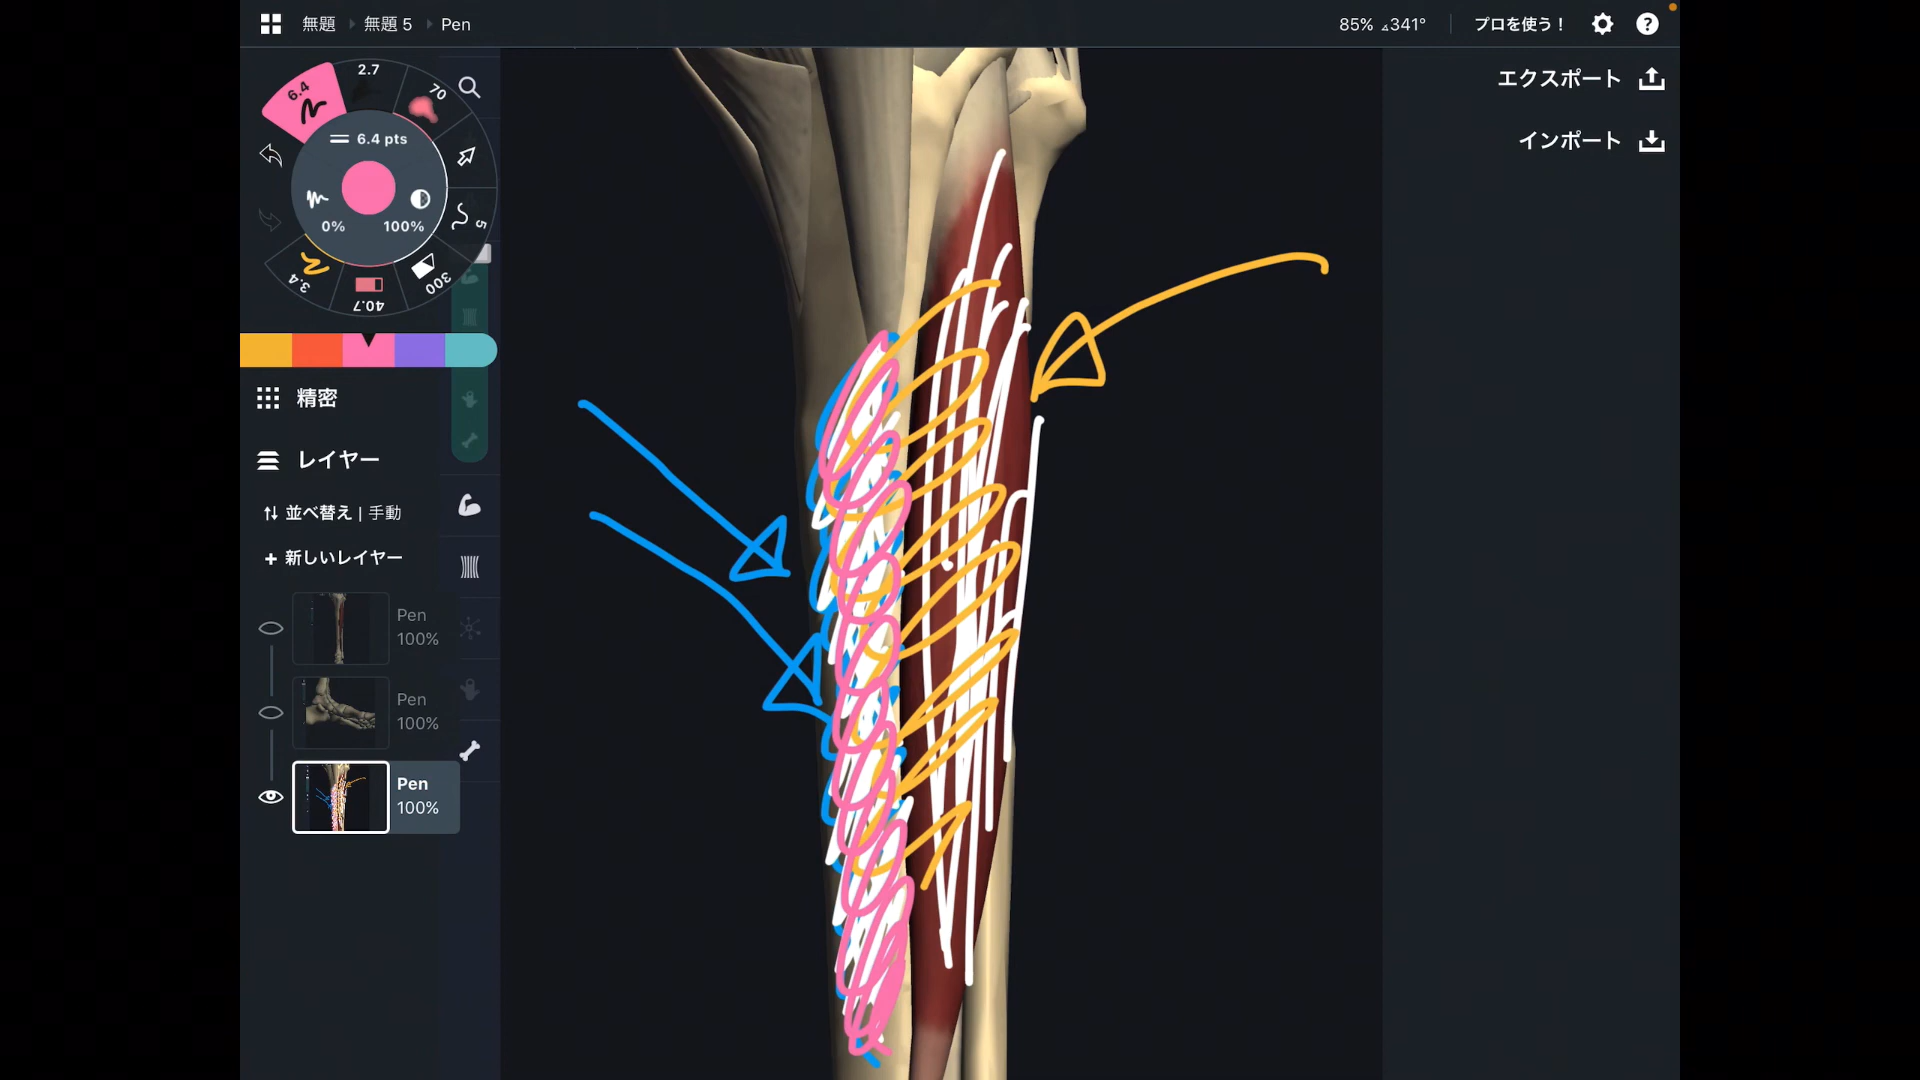 無題 無題 5 Pen
85% ⊿341° プロを使う！
エクスポート
インポート
2.7
6.4
70
6.4 pts
0% 100%
5
3.4
40.7
300
精密
レイヤー
並べ替え | 手動
+ 新しいレイヤー
Pen
100%
Pen
100%
Pen
100%